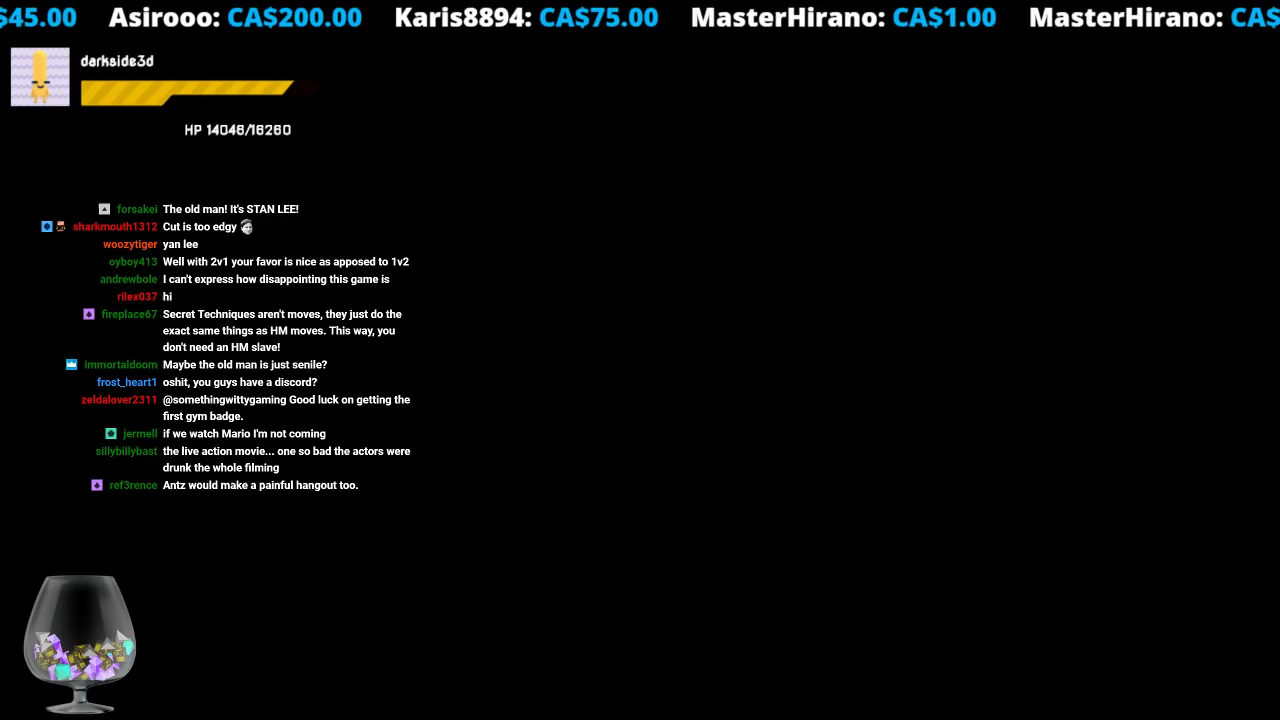 $45.00 Asirooo: CA$200.00 Karis8894: CA$75.00 MasterHirano: CA$1.00 MasterHirano: CA$
darkside3d
HP 14046/16260
forsakei The old man! It's STAN LEE!
sharkmouth1312 Cut is too edgy
woozytiger yan lee
oyboy413 Well with 2v1 your favor is nice as apposed to 1v2
andrewbole I can't express how disappointing this game is
rilex037 hi
fireplace67 Secret Techniques aren't moves, they just do the
exact same things as HM moves. This way, you
don't need an HM slave!
immortaldoom Maybe the old man is just senile?
frost_heart1 oshit, you guys have a discord?
zeldalover2311 @somethingwittygaming Good luck on getting the
first gym badge.
jermell if we watch Mario I'm not coming
sillybillybast the live action movie... one so bad the actors were
drunk the whole filming
ref3rence Antz would make a painful hangout too.